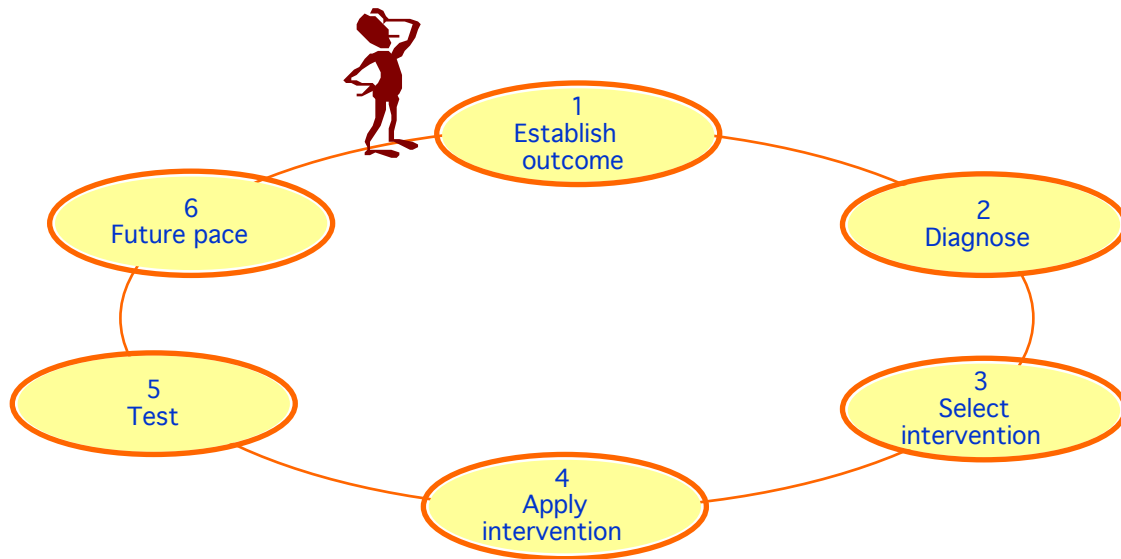 1
Establish
outcome
2
Diagnose
3
Select
intervention
4
Apply
intervention
5
Test
6
Future pace